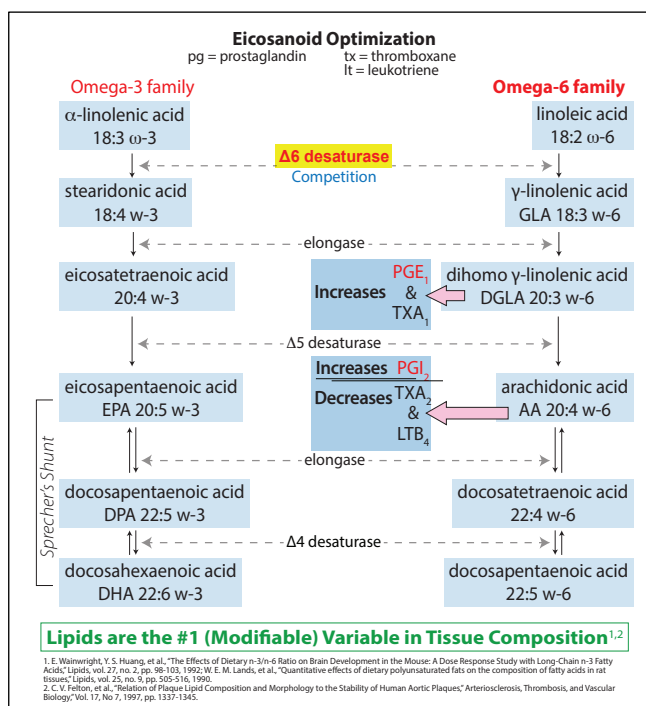 Eicosanoid Optimization
pg = prostaglandin tx = thromboxane
lt = leukotriene
Omega-3 family
Omega-6 family
α-linolenic acid
18:3 ω-3
linoleic acid
18:2 ω-6
Δ6 desaturase
Competition
stearidonic acid
18:4 w-3
γ-linolenic acid
GLA 18:3 w-6
elongase
eicosatetraenoic acid
20:4 w-3
Increases
PGE₁
&
TXA₁
dihomo γ-linolenic acid
DGLA 20:3 w-6
Δ5 desaturase
eicosapentaenoic acid
EPA 20:5 w-3
Increases PGI₂
Decreases TXA₂
&
LTB₄
arachidonic acid
AA 20:4 w-6
Sprecher's Shunt
elongase
docosapentaenoic acid
DPA 22:5 w-3
docosatetraenoic acid
22:4 w-6
Δ4 desaturase
docosahexaenoic acid
DHA 22:6 w-3
docosapentaenoic acid
22:5 w-6
Lipids are the #1 (Modifiable) Variable in Tissue Composition¹,²
1. E. Wainwright, Y. S. Huang, et al., "The Effects of Dietary n-3/n-6 Ratio on Brain Development in the Mouse: A Dose Response Study with Long-Chain n-3 Fatty
Acids," Lipids, vol. 27, no. 2, pp. 98-103, 1992; W. E. M. Lands, et al., "Quantitative effects of dietary polyunsaturated fats on the composition of fatty acids in rat
tissues," Lipids, vol. 25, no. 9, pp. 505-516, 1990.
2. C. V. Felton, et al., "Relation of Plaque Lipid Composition and Morphology to the Stability of Human Aortic Plaques," Arteriosclerosis, Thrombosis, and Vascular
Biology," Vol. 17, No 7, 1997, pp. 1337-1345.